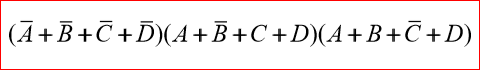 (A̅ + B̅ + C̅ + D̅)(A + B̅ + C + D)(A + B + C̅ + D)